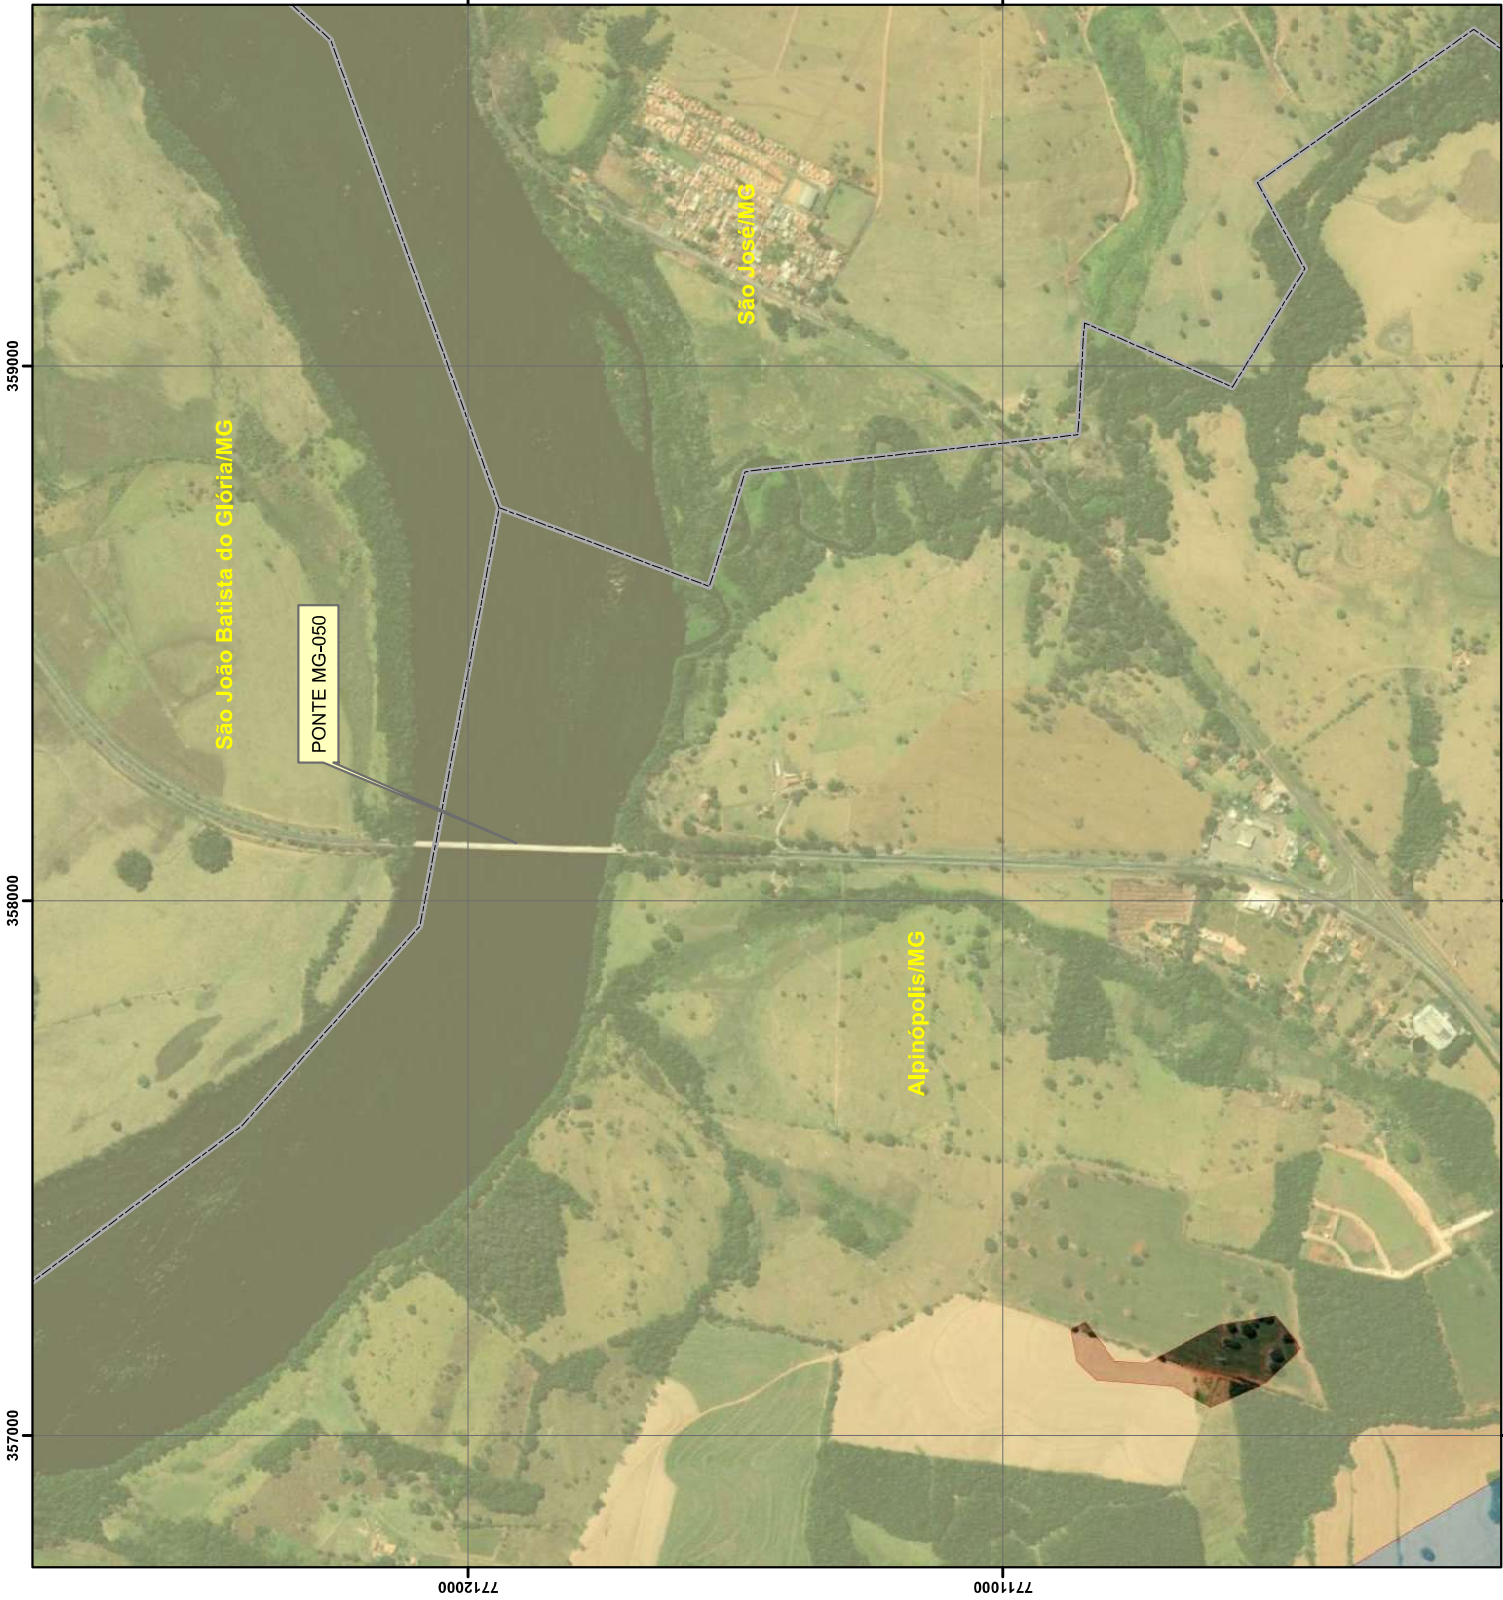 357000
358000
359000
São João Batista do Glória/MG
PONTE MG-050
São José/MG
Alpinópolis/MG
7712000
7711000